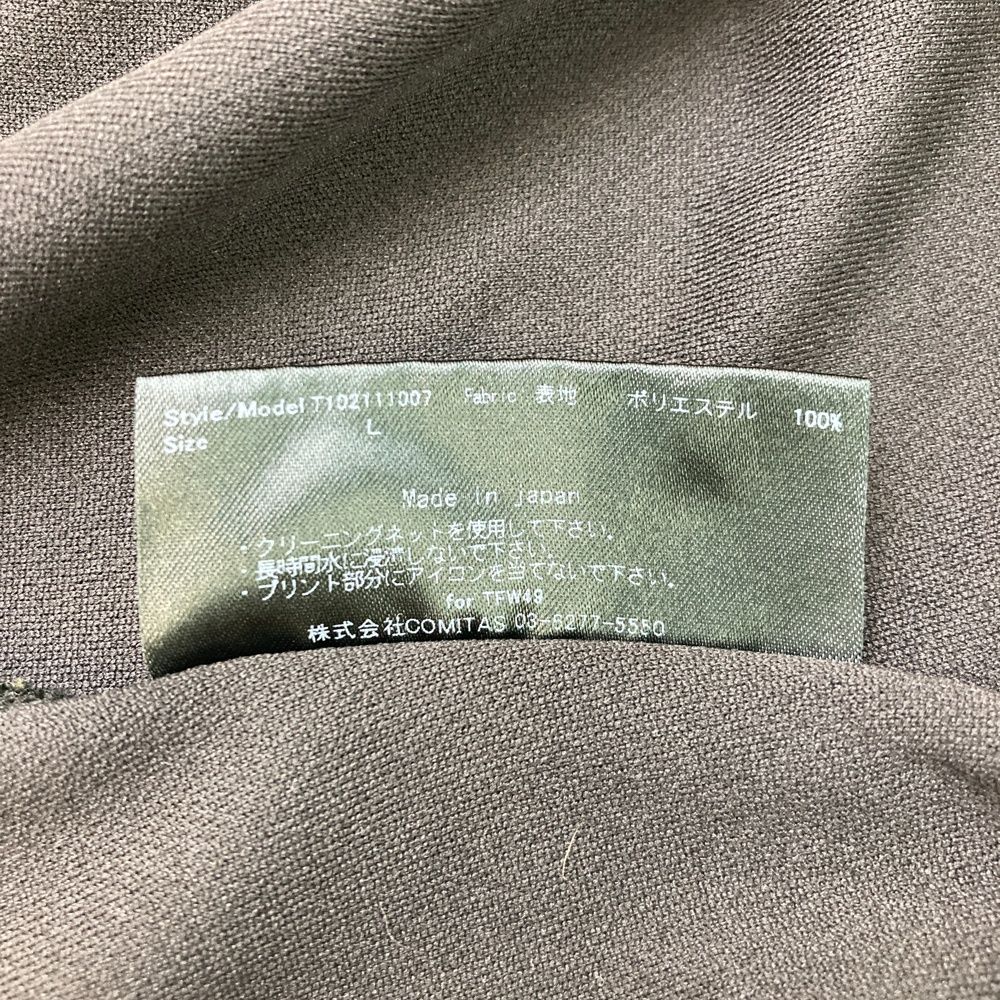 Style/Model T102111007 Fabric 表地 ポリエステル 100%
Size L
Made in japan
・クリーニングネットを使用して下さい。
・長時間水に浸漬しないで下さい。
・プリント部分にアイロンを当てないで下さい。
for TFW49
株式会社COMITAS 03-6277-5550